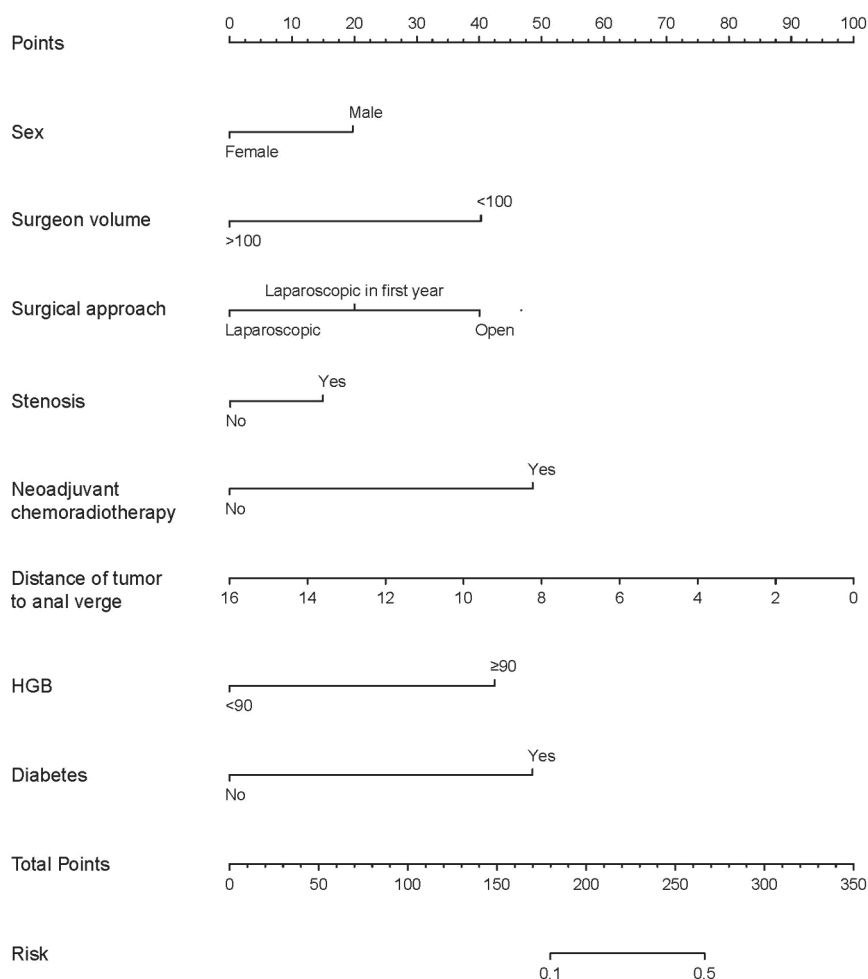 0 10 20 30 40 50 60 70 80 90 100
Points
Male
Sex
Female
<100
Surgeon volume
>100
Laparoscopic in first year
Surgical approach
Laparoscopic Open
Yes
Stenosis
No
Yes
Neoadjuvant
chemoradiotherapy
No
Distance of tumor
to anal verge
16 14 12 10 8 6 4 2 0
≥90
HGB
<90
Yes
Diabetes
No
Total Points
0 50 100 150 200 250 300 350
Risk
0.1 0.5